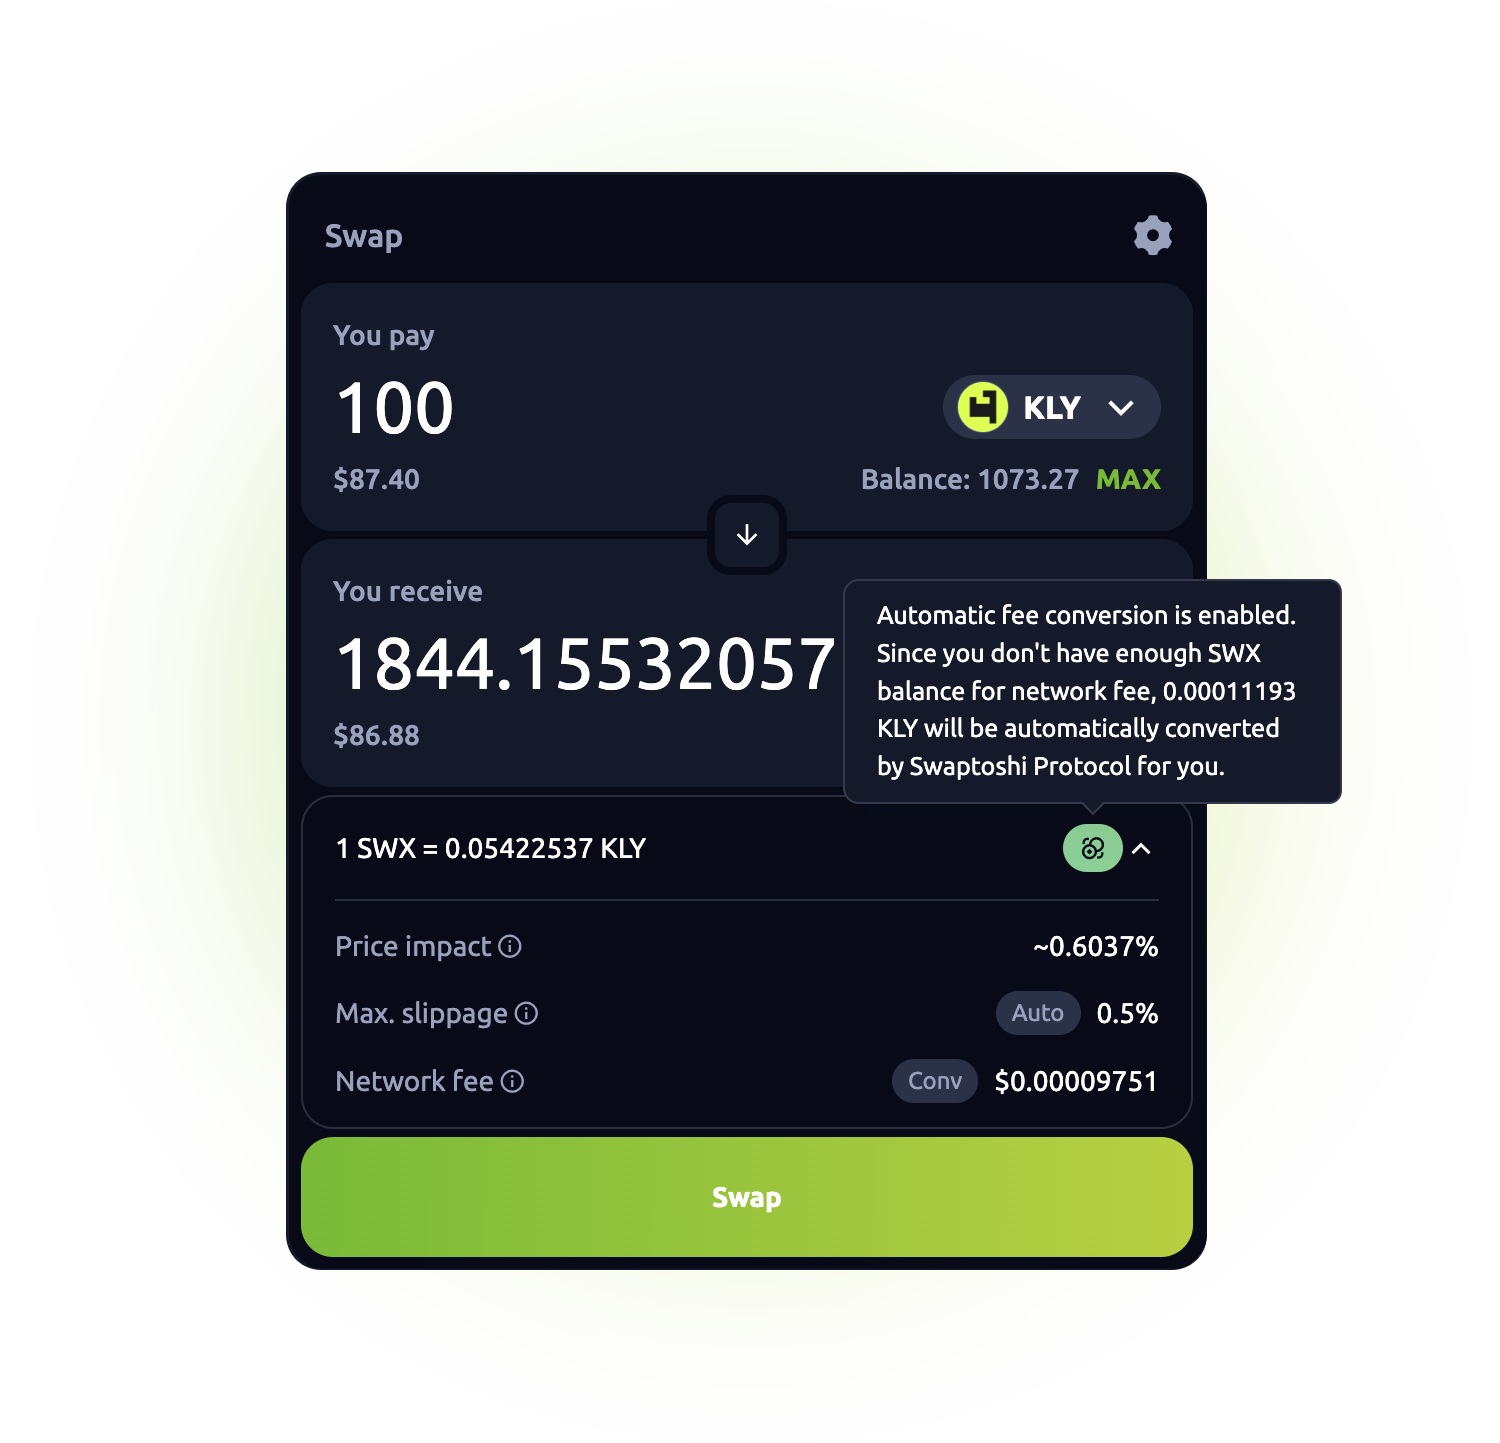 Swap
You pay
100
KLY
$87.40
Balance: 1073.27 MAX
You receive
1844.15532057
$86.88
Automatic fee conversion is enabled.
Since you don't have enough SWX
balance for network fee, 0.00011193
KLY will be automatically converted
by Swaptoshi Protocol for you.
1 SWX = 0.05422537 KLY
Price impact
~0.6037%
Max. slippage
Auto 0.5%
Network fee
Conv $0.00009751
Swap